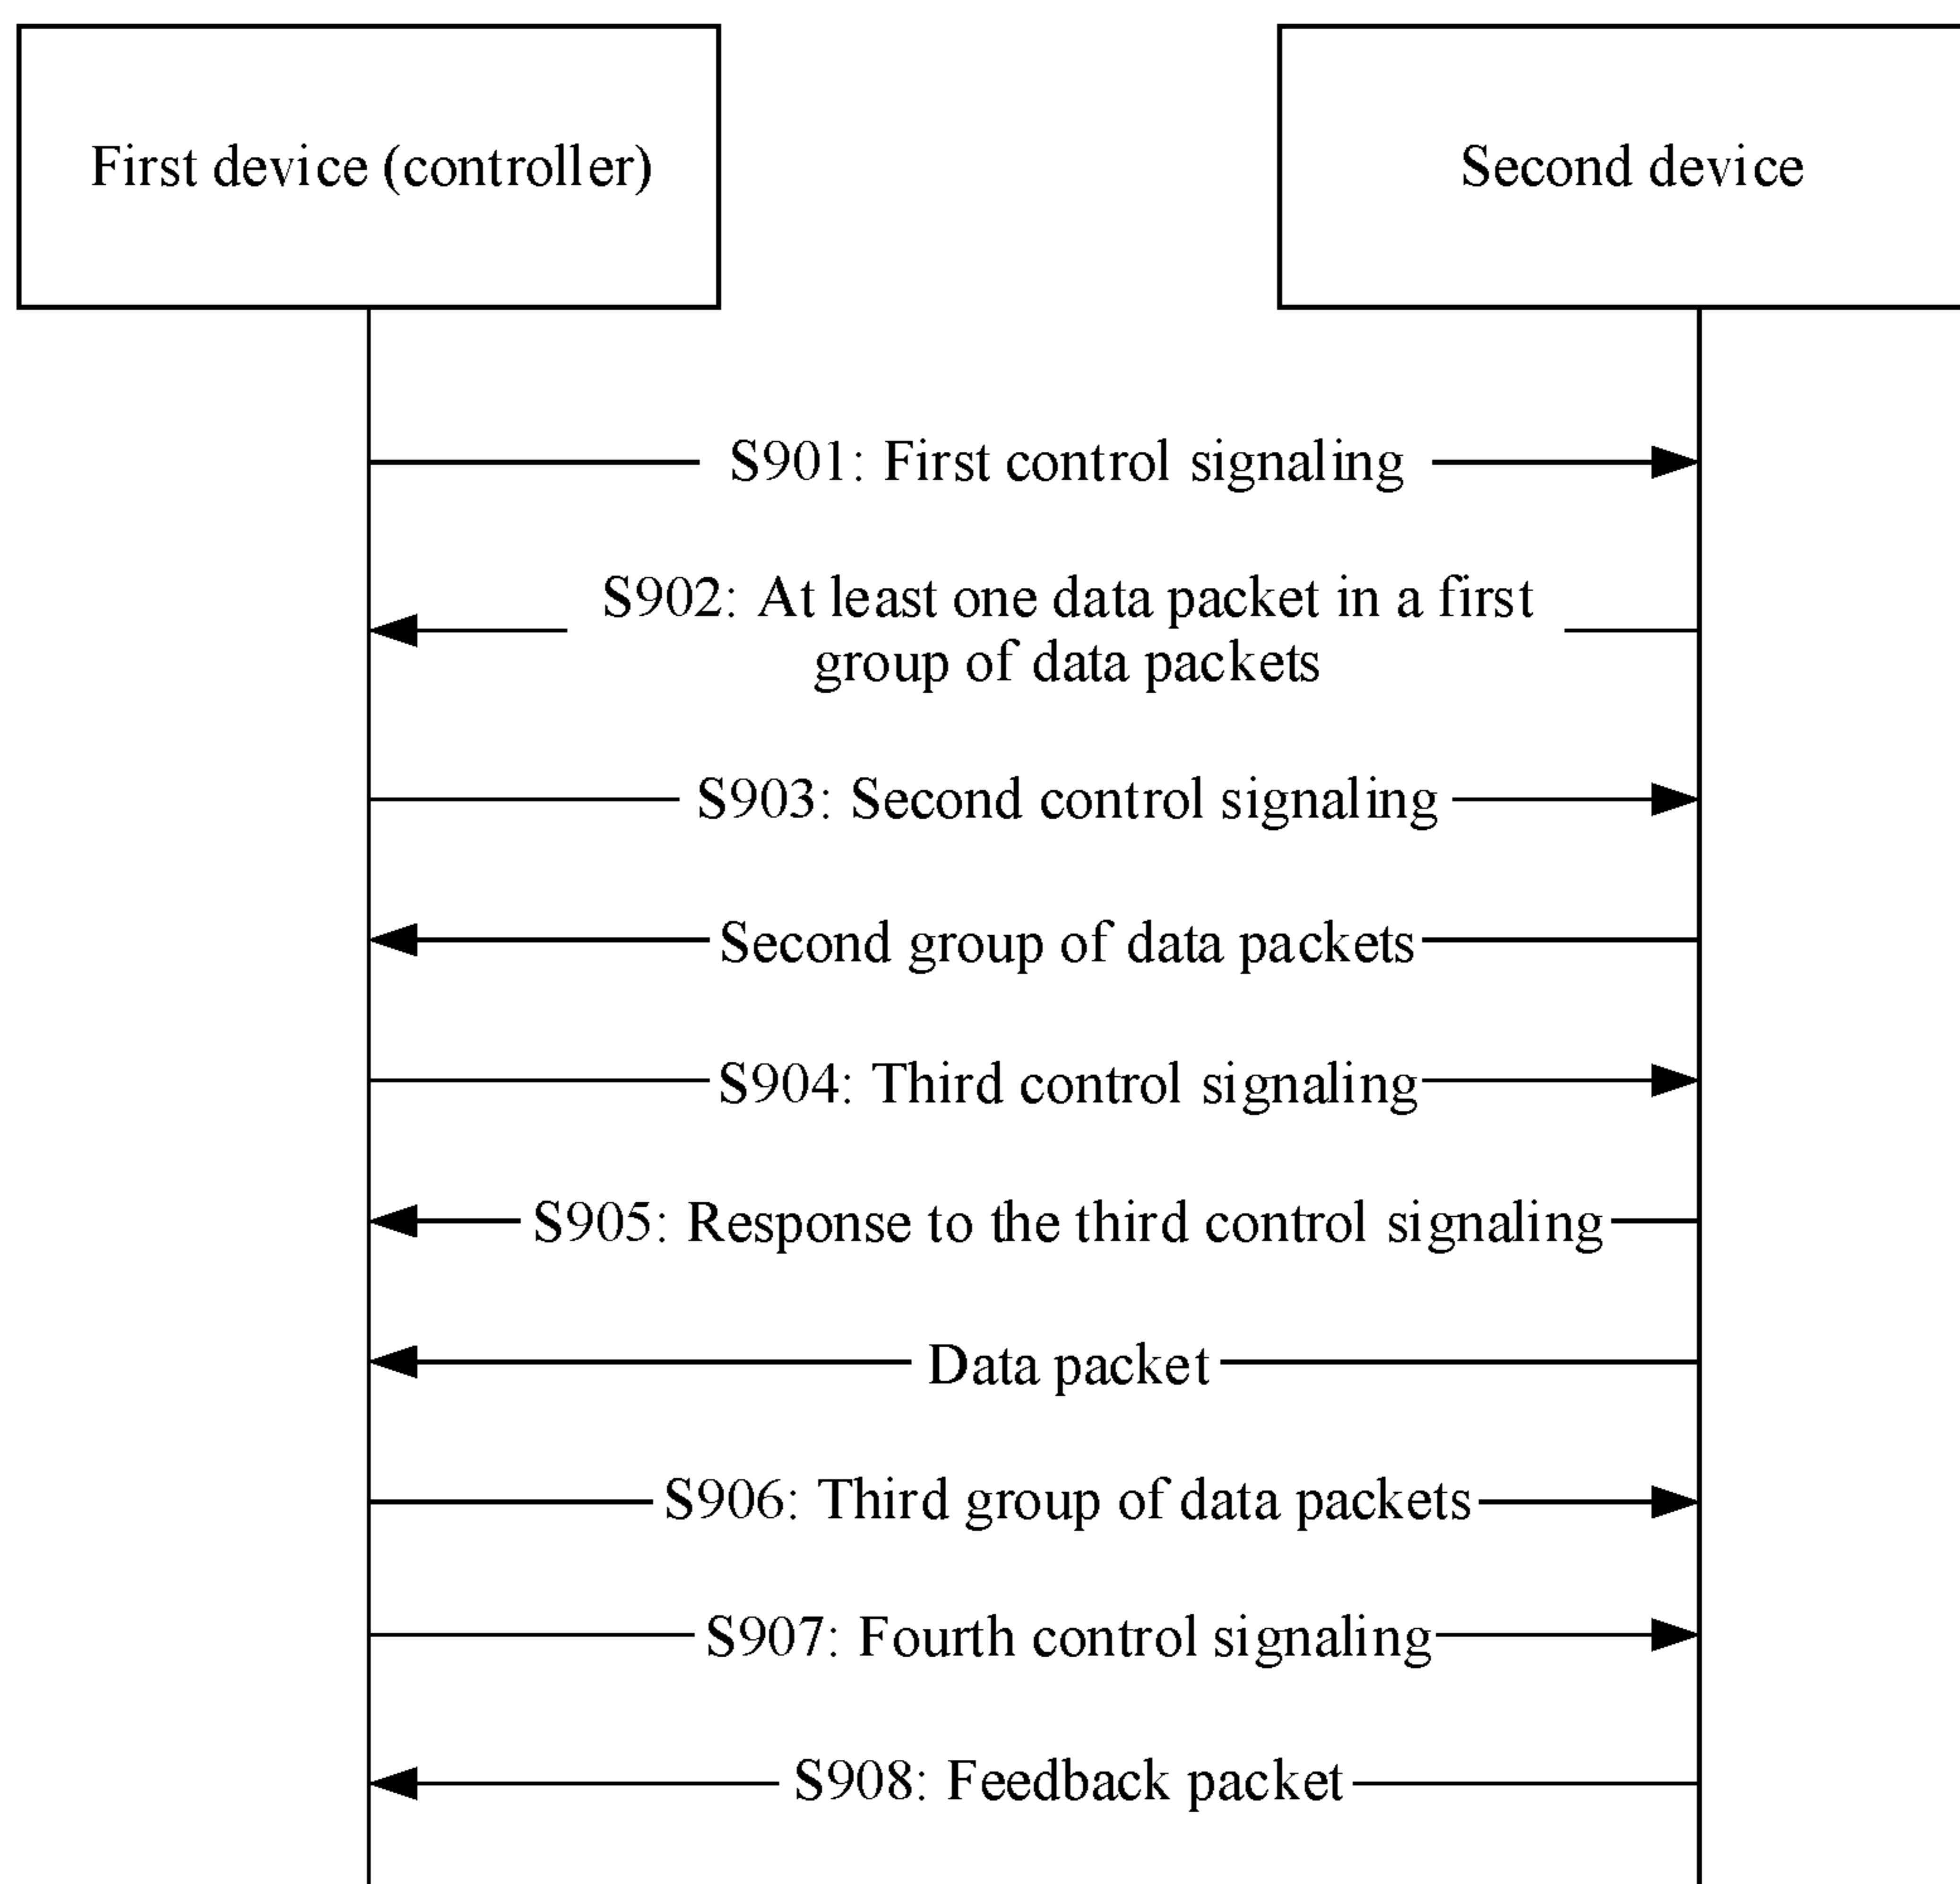 First device (controller)
Second device
S901: First control signaling
S902: At least one data packet in a first
group of data packets
S903: Second control signaling
Second group of data packets
S904: Third control signaling
S905: Response to the third control signaling
Data packet
S906: Third group of data packets
S907: Fourth control signaling
S908: Feedback packet